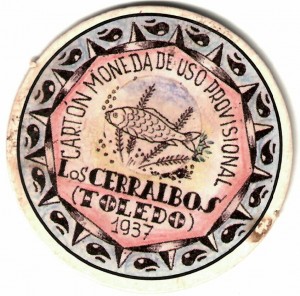 CARTÓN MONEDA DE USO PROVISIONAL
LOS CERRALBOS
(TOLEDO)
1937